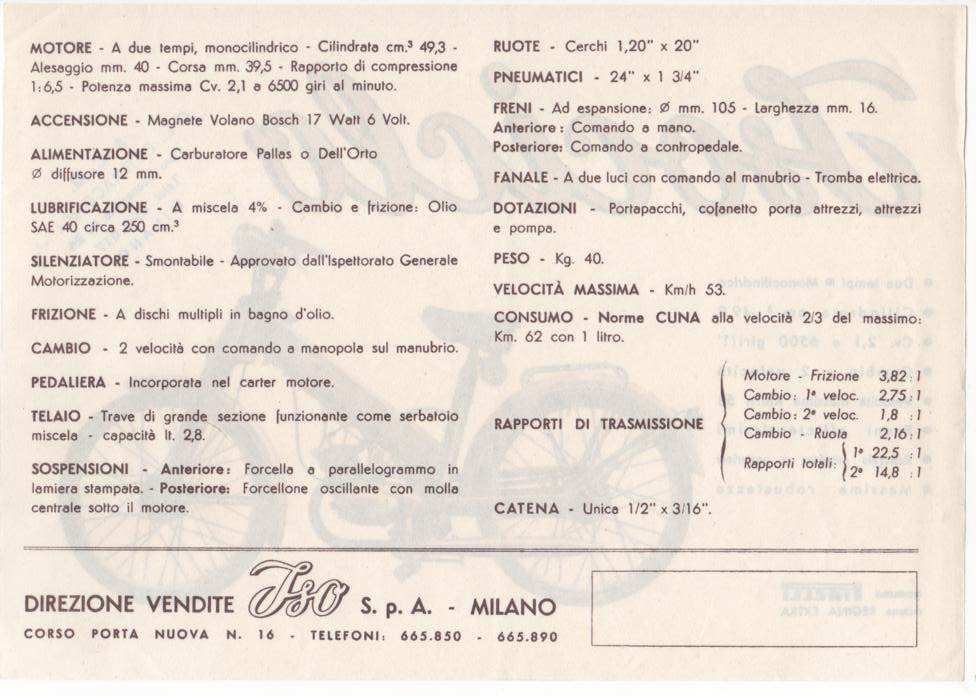 MOTORE - A due tempi, monocilindrico - Cilindrata cm.³ 49,3 -
Alesaggio mm. 40 - Corsa mm. 39,5 - Rapporto di compressione
1:6,5 - Potenza massima Cv. 2,1 a 6500 giri al minuto.
ACCENSIONE - Magnete Volano Bosch 17 Watt 6 Volt.
ALIMENTAZIONE - Carburatore Pallas o Dell'Orto
Ø diffusore 12 mm.
LUBRIFICAZIONE - A miscela 4% - Cambio e frizione: Olio
SAE 40 circa 250 cm.³
SILENZIATORE - Smontabile - Approvato dall'Ispettorato Generale
Motorizzazione.
FRIZIONE - A dischi multipli in bagno d'olio.
CAMBIO - 2 velocità con comando a manopola sul manubrio.
PEDALIERA - Incorporata nel carter motore.
TELAIO - Trave di grande sezione funzionante come serbatoio
miscela - capacità lt. 2,8.
SOSPENSIONI - Anteriore: Forcella a parallelogrammo in
lamiera stampata. - Posteriore: Forcellone oscillante con molla
centrale sotto il motore.
RUOTE - Cerchi 1,20" x 20"
PNEUMATICI - 24" x 1 3/4"
FRENI - Ad espansione: Ø mm. 105 - Larghezza mm. 16.
Anteriore: Comando a mano.
Posteriore: Comando a contropedale.
FANALE - A due luci con comando al manubrio - Tromba elettrica.
DOTAZIONI - Portapacchi, cofanetto porta attrezzi, attrezzi
e pompa.
PESO - Kg. 40.
VELOCITÀ MASSIMA - Km/h 53.
CONSUMO - Norme CUNA alla velocità 2/3 del massimo:
Km. 62 con 1 litro.
RAPPORTI DI TRASMISSIONE
Motore - Frizione 3,82 : 1
Cambio: 1ª veloc. 2,75 : 1
Cambio: 2ª veloc. 1,8 : 1
Cambio - Ruota 2,16 : 1
Rapporti totali: 1ª 22,5 : 1
2ª 14,8 : 1
CATENA - Unica 1/2" x 3/16".
DIREZIONE VENDITE Iso S. p. A. - MILANO
CORSO PORTA NUOVA N. 16 - TELEFONI: 665.850 - 665.890